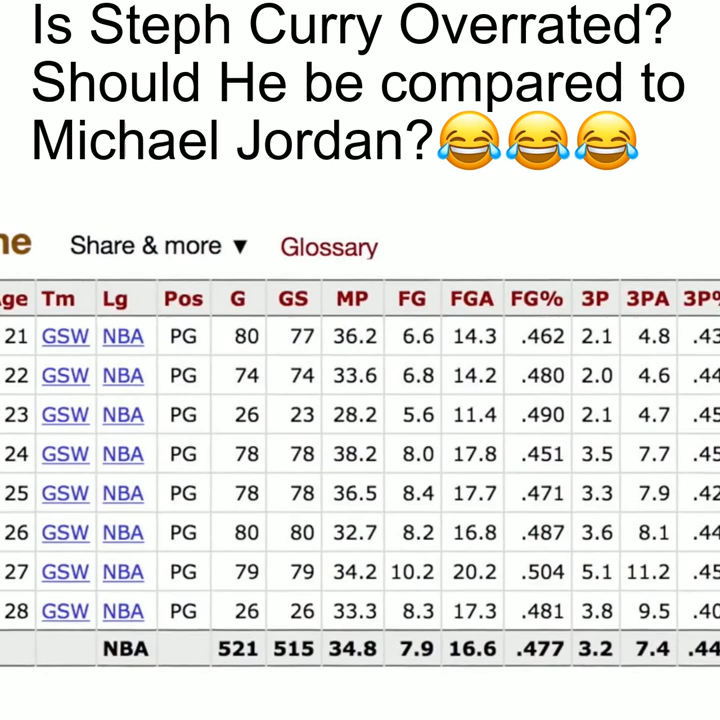 Is Steph Curry Overrated?
Should He be compared to
Michael Jordan?😂😂😂
Share & more ▼ Glossary
Tm Lg Pos G GS MP FG FGA FG% 3P 3PA
21 GSW NBA PG 80 77 36.2 6.6 14.3 .462 2.1 4.8
22 GSW NBA PG 74 74 33.6 6.8 14.2 .480 2.0 4.6
23 GSW NBA PG 26 23 28.2 5.6 11.4 .490 2.1 4.7
24 GSW NBA PG 78 78 38.2 8.0 17.8 .451 3.5 7.7
25 GSW NBA PG 78 78 36.5 8.4 17.7 .471 3.3 7.9
26 GSW NBA PG 80 80 32.7 8.2 16.8 .487 3.6 8.1
27 GSW NBA PG 79 79 34.2 10.2 20.2 .504 5.1 11.2
28 GSW NBA PG 26 26 33.3 8.3 17.3 .481 3.8 9.5
NBA 521 515 34.8 7.9 16.6 .477 3.2 7.4